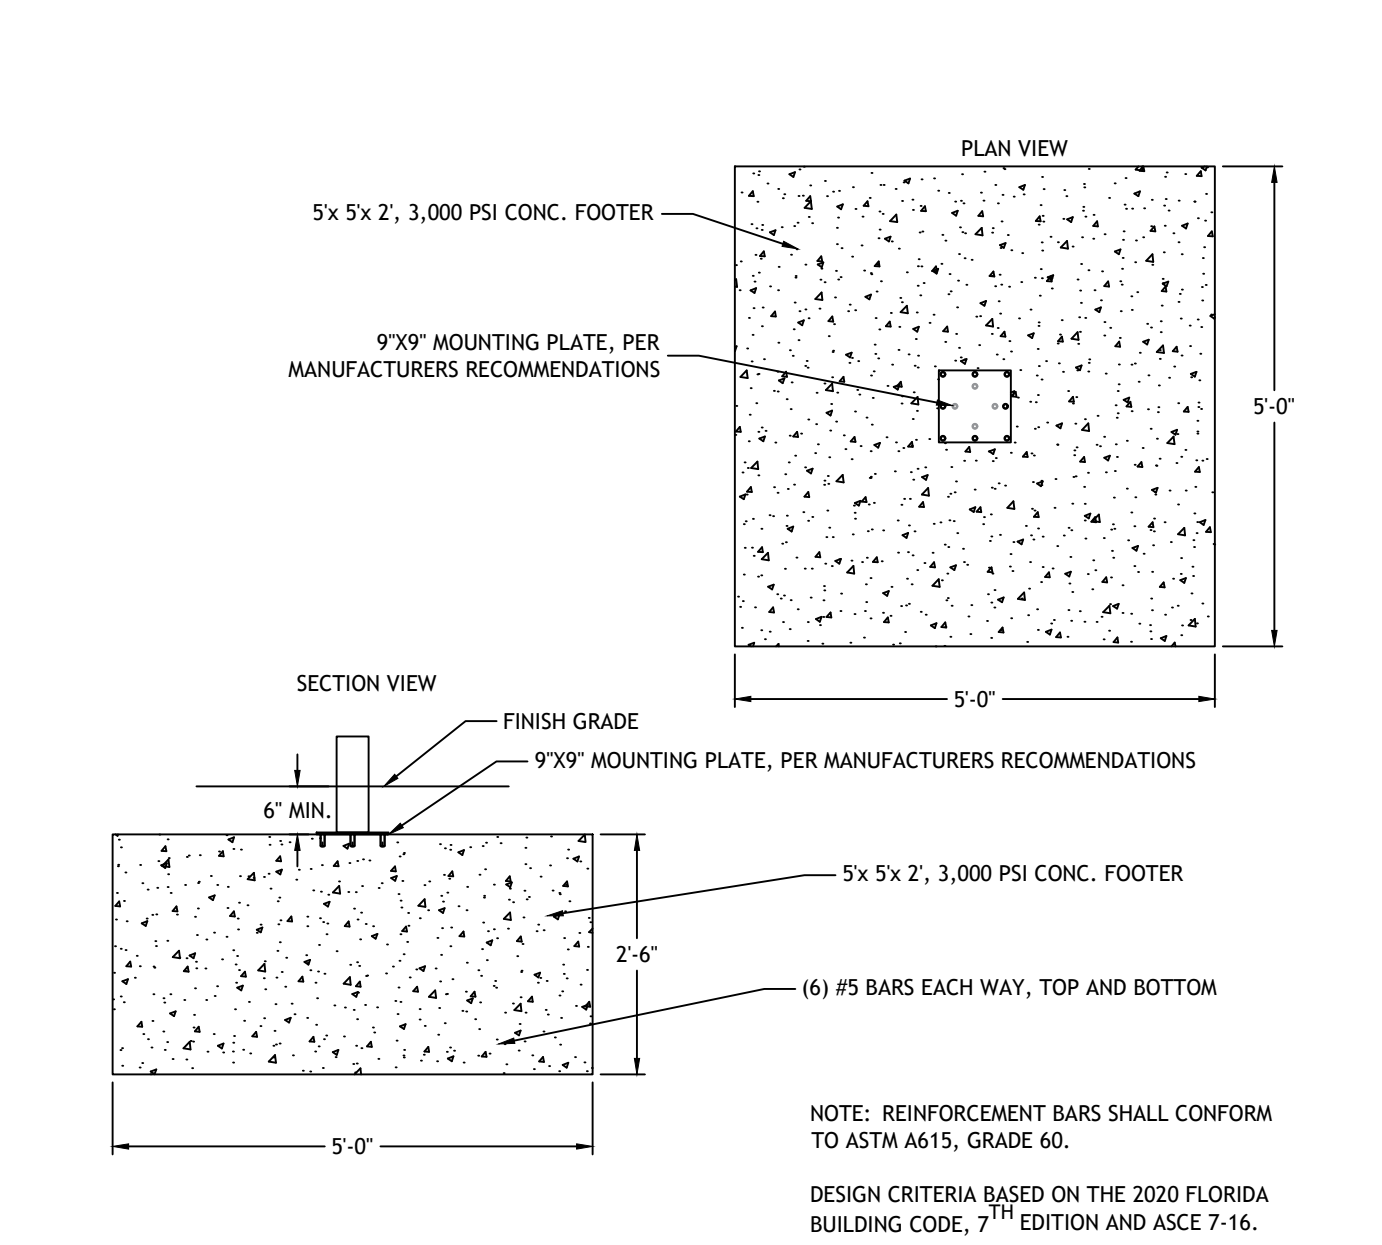 PLAN VIEW
5'x 5'x 2', 3,000 PSI CONC. FOOTER
9"X9" MOUNTING PLATE, PER
MANUFACTURERS RECOMMENDATIONS
5'-0"
5'-0"
SECTION VIEW
FINISH GRADE
9"X9" MOUNTING PLATE, PER MANUFACTURERS RECOMMENDATIONS
6" MIN.
5'x 5'x 2', 3,000 PSI CONC. FOOTER
2'-6"
(6) #5 BARS EACH WAY, TOP AND BOTTOM
5'-0"
NOTE: REINFORCEMENT BARS SHALL CONFORM
TO ASTM A615, GRADE 60.
DESIGN CRITERIA BASED ON THE 2020 FLORIDA
BUILDING CODE, 7TH EDITION AND ASCE 7-16.